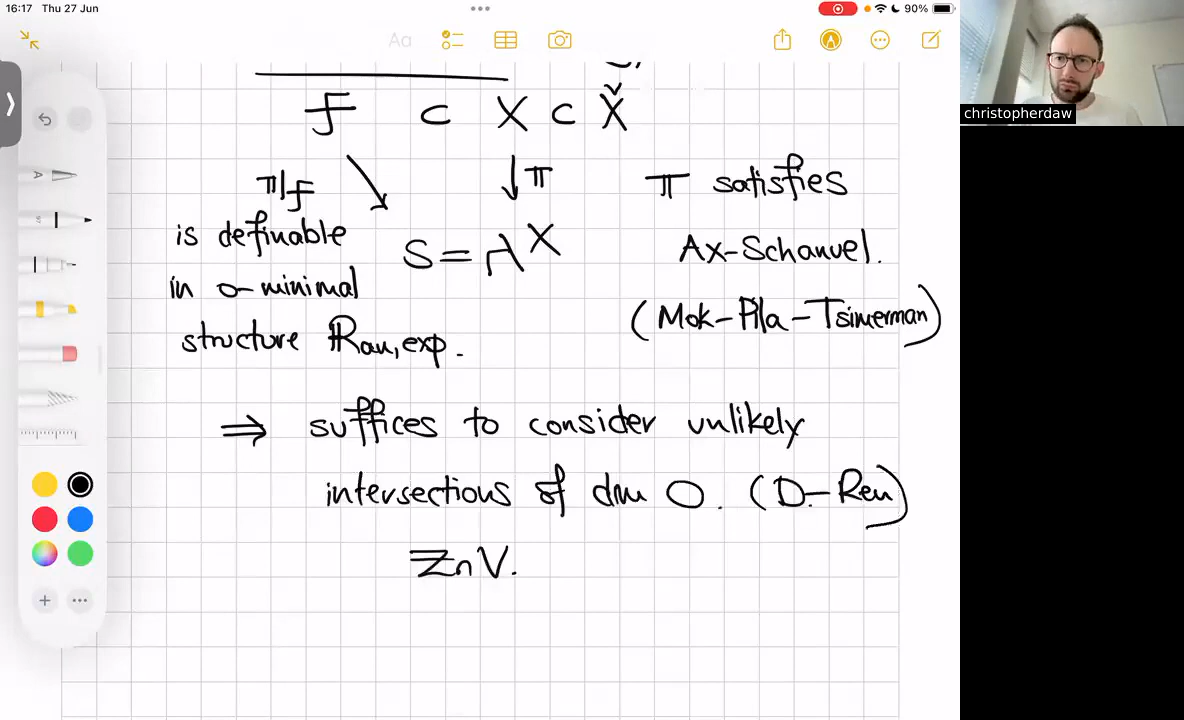 16:17 Thu 27 Jun
90%
Aa
christopherdaw
F ⊂ X ⊂ X̌
π|F ↘ ↓π π satisfies
is definable S = Γ\X Ax-Schanuel.
in o-minimal
structure ℝan,exp. (Mok-Pila-Tsimerman)
⇒ suffices to consider unlikely
intersections of dim 0. (D.-Ren)
Z∩V.